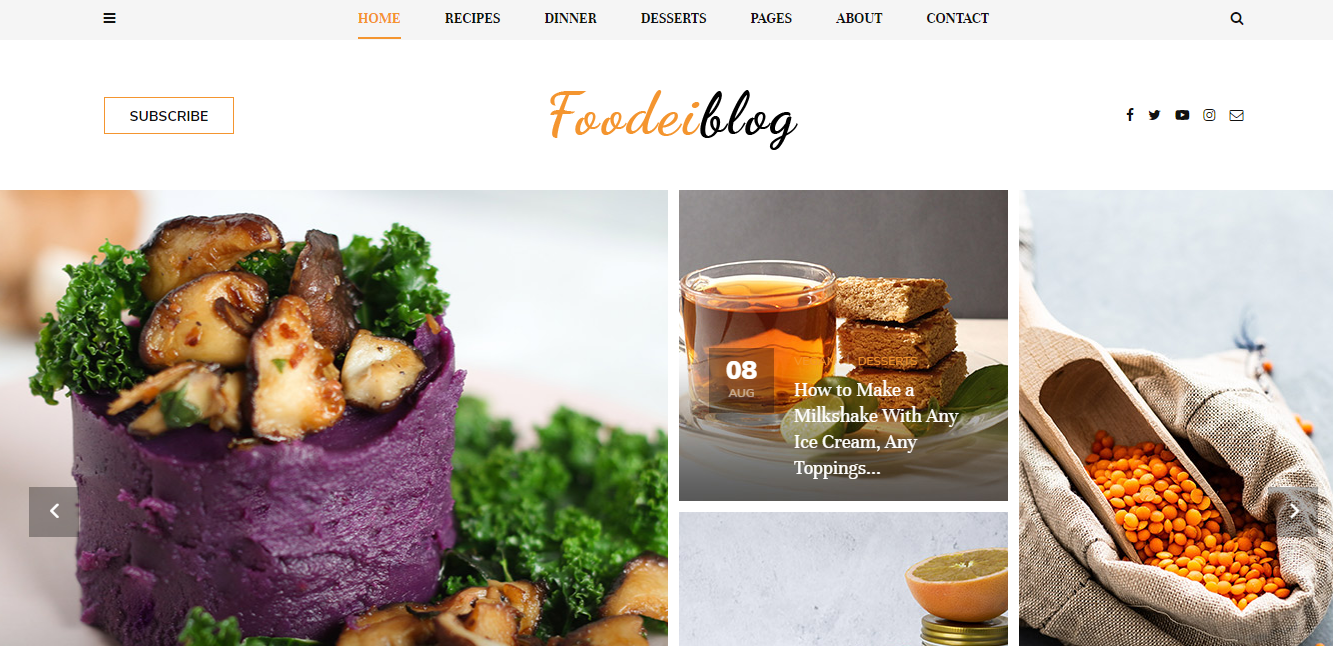 HOME RECIPES DINNER DESSERTS PAGES ABOUT CONTACT
SUBSCRIBE
Foodeiblog
08
AUG
VEGAN | DESSERTS
How to Make a
Milkshake With Any
Ice Cream, Any
Toppings...